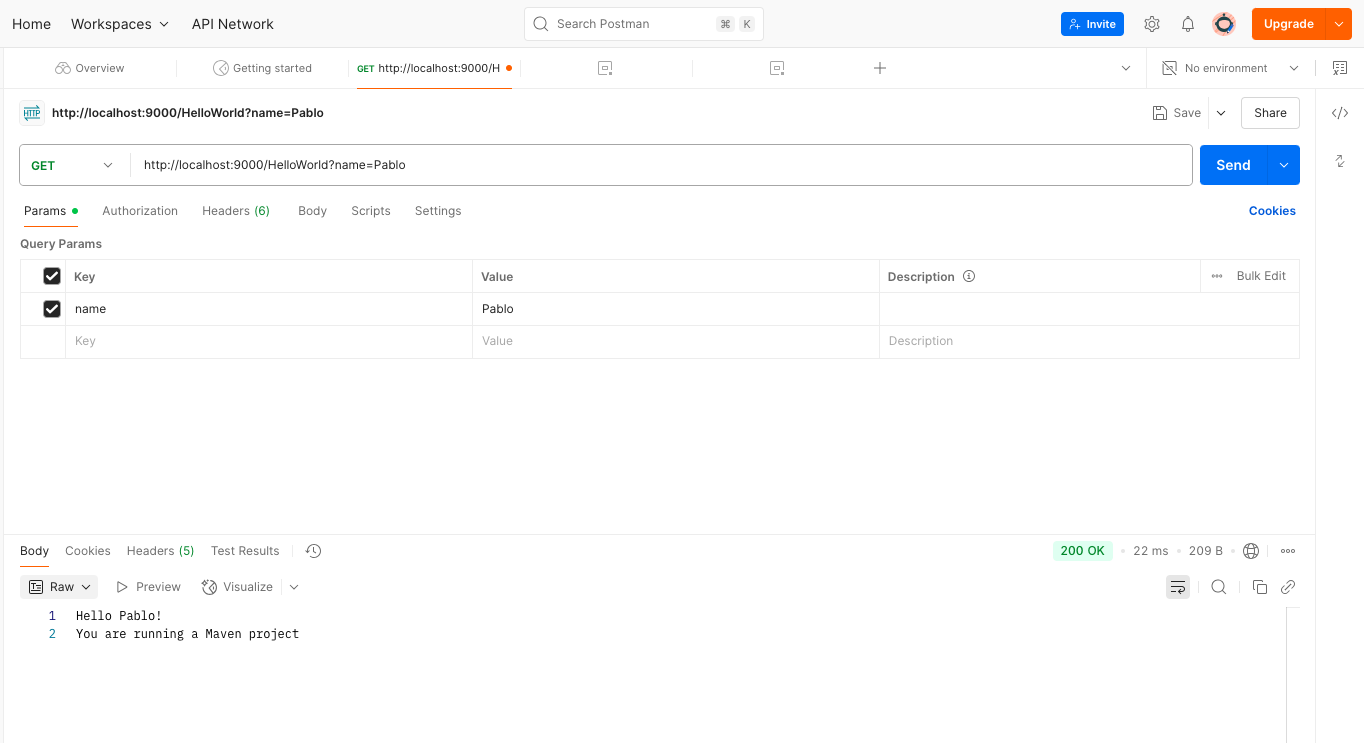 Home Workspaces API Network Search Postman ⌘ K Invite Upgrade
Overview Getting started GET http://localhost:9000/H No environment
HTTP http://localhost:9000/HelloWorld?name=Pablo Save Share
GET http://localhost:9000/HelloWorld?name=Pablo Send
Params Authorization Headers (6) Body Scripts Settings Cookies
Query Params
Key Value Description Bulk Edit
name Pablo
Key Value Description
Body Cookies Headers (5) Test Results 200 OK • 22 ms • 209 B
Raw Preview Visualize
1 Hello Pablo!
2 You are running a Maven project